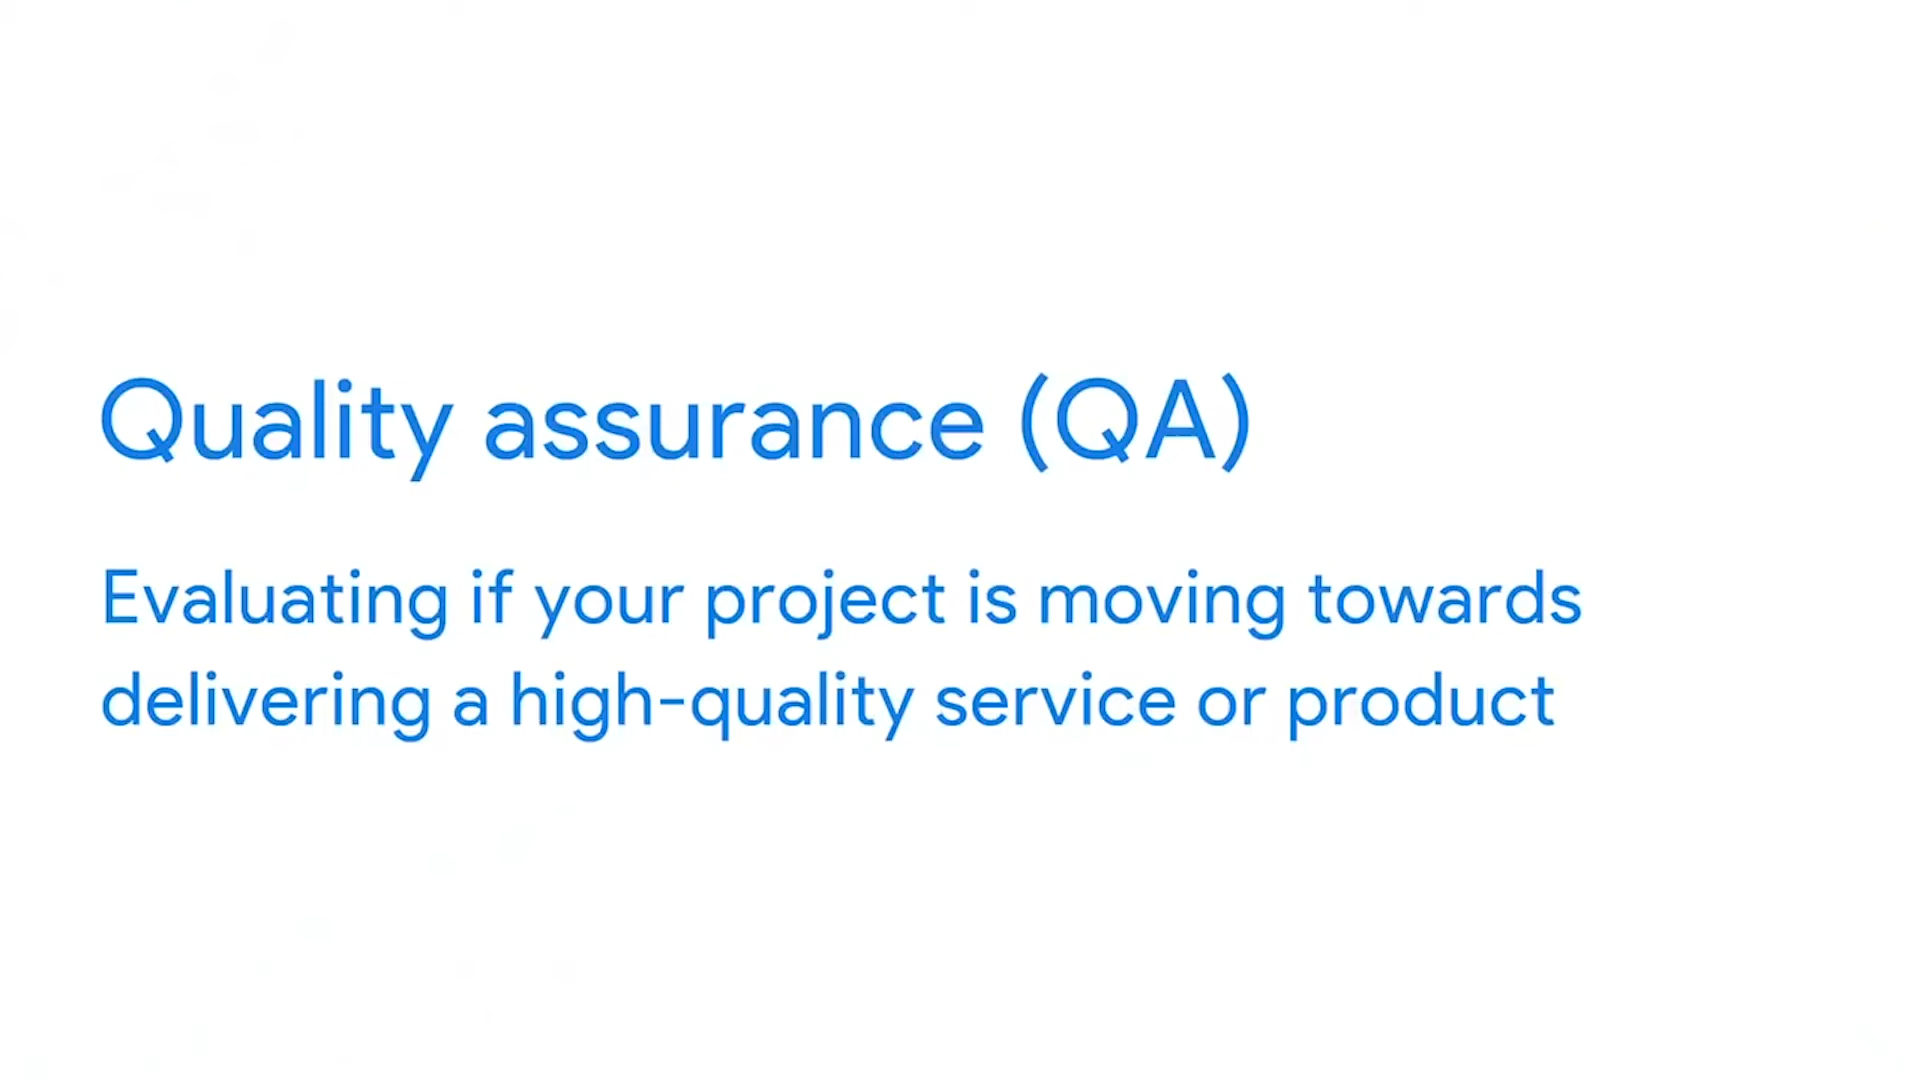 Quality assurance (QA)
Evaluating if your project is moving towards
delivering a high-quality service or product